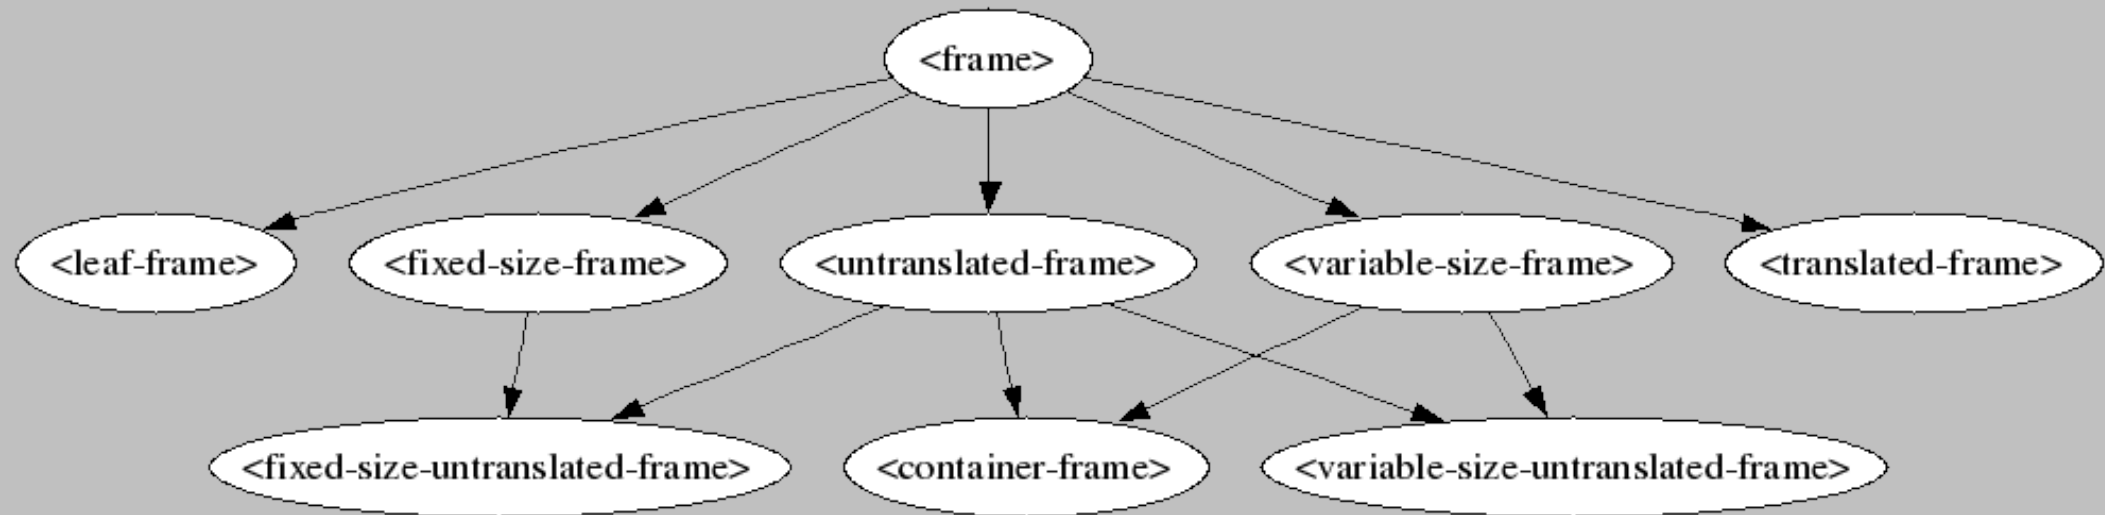 <frame>
<leaf-frame>
<fixed-size-frame>
<untranslated-frame>
<variable-size-frame>
<translated-frame>
<fixed-size-untranslated-frame>
<container-frame>
<variable-size-untranslated-frame>